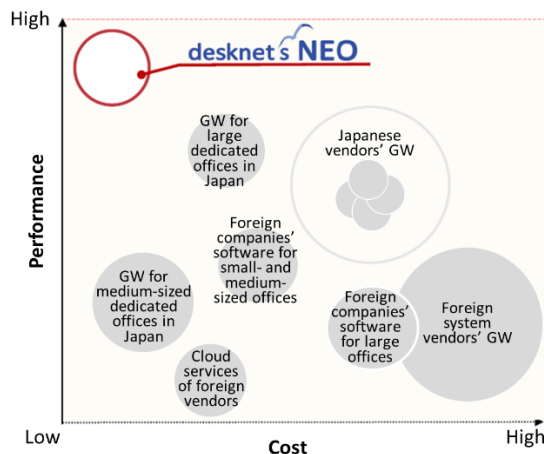 High
desknet's NEO
GW for
large
dedicated
offices in
Japan
Japanese
vendors' GW
Performance
Foreign
companies'
software for
small- and
medium-
sized offices
GW for
medium-sized
dedicated
offices in
Japan
Foreign
companies'
software
for large
offices
Foreign
system
vendors' GW
Cloud
services
of foreign
vendors
Low
Cost
High